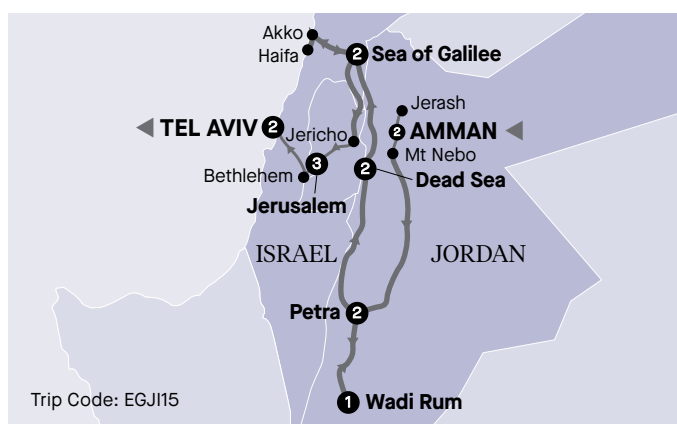 Akko
Haifa
2 Sea of Galilee
Jerash
TEL AVIV 2
2 AMMAN
Jericho
Mt Nebo
Bethlehem
3
2
Dead Sea
Jerusalem
ISRAEL
JORDAN
Petra 2
Trip Code: EGJI15
1 Wadi Rum